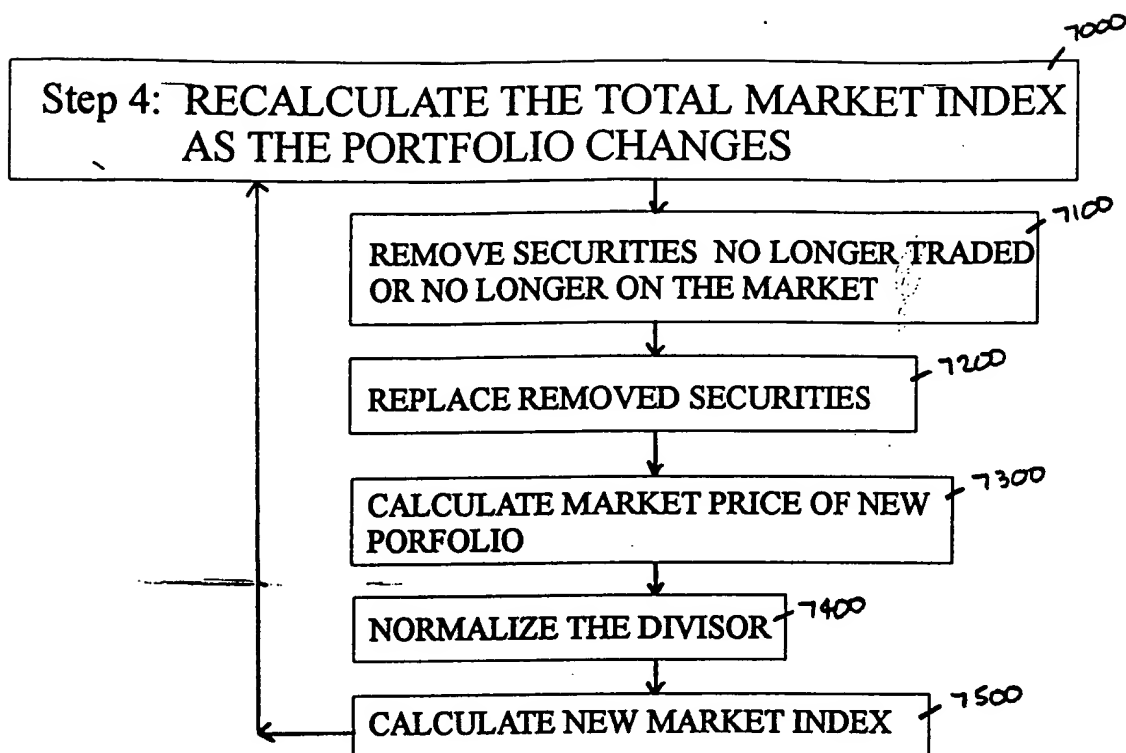 7000
Step 4: RECALCULATE THE TOTAL MARKET INDEX
AS THE PORTFOLIO CHANGES
7100
REMOVE SECURITIES NO LONGER TRADED
OR NO LONGER ON THE MARKET
7200
REPLACE REMOVED SECURITIES
7300
CALCULATE MARKET PRICE OF NEW
PORFOLIO
7400
NORMALIZE THE DIVISOR
7500
CALCULATE NEW MARKET INDEX